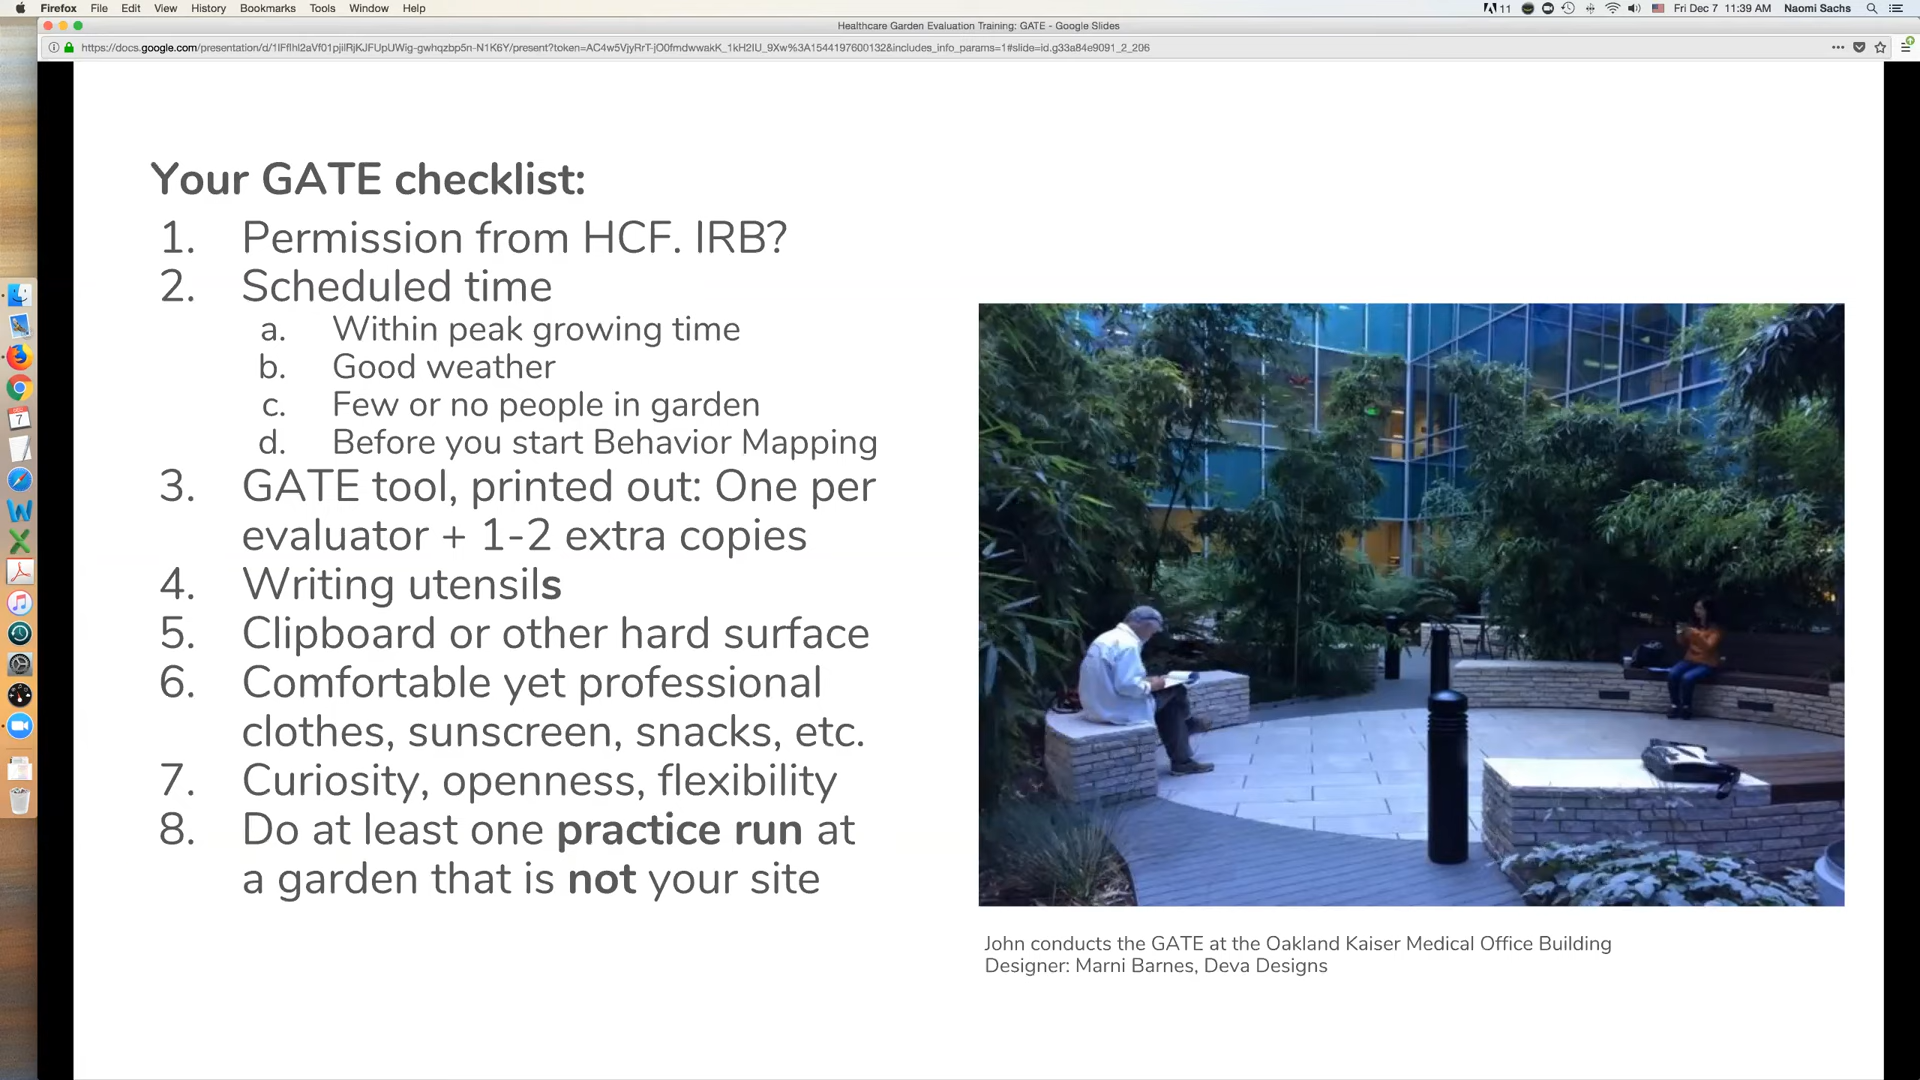 Firefox File Edit View History Bookmarks Tools Window Help 11 Fri Dec 7 11:39 AM Naomi Sachs
Healthcare Garden Evaluation Training: GATE - Google Slides
Your GATE checklist:
1. Permission from HCF. IRB?
2. Scheduled time
a. Within peak growing time
b. Good weather
c. Few or no people in garden
d. Before you start Behavior Mapping
3. GATE tool, printed out: One per
evaluator + 1-2 extra copies
4. Writing utensils
5. Clipboard or other hard surface
6. Comfortable yet professional
clothes, sunscreen, snacks, etc.
7. Curiosity, openness, flexibility
8. Do at least one practice run at
a garden that is not your site
John conducts the GATE at the Oakland Kaiser Medical Office Building
Designer: Marni Barnes, Deva Designs